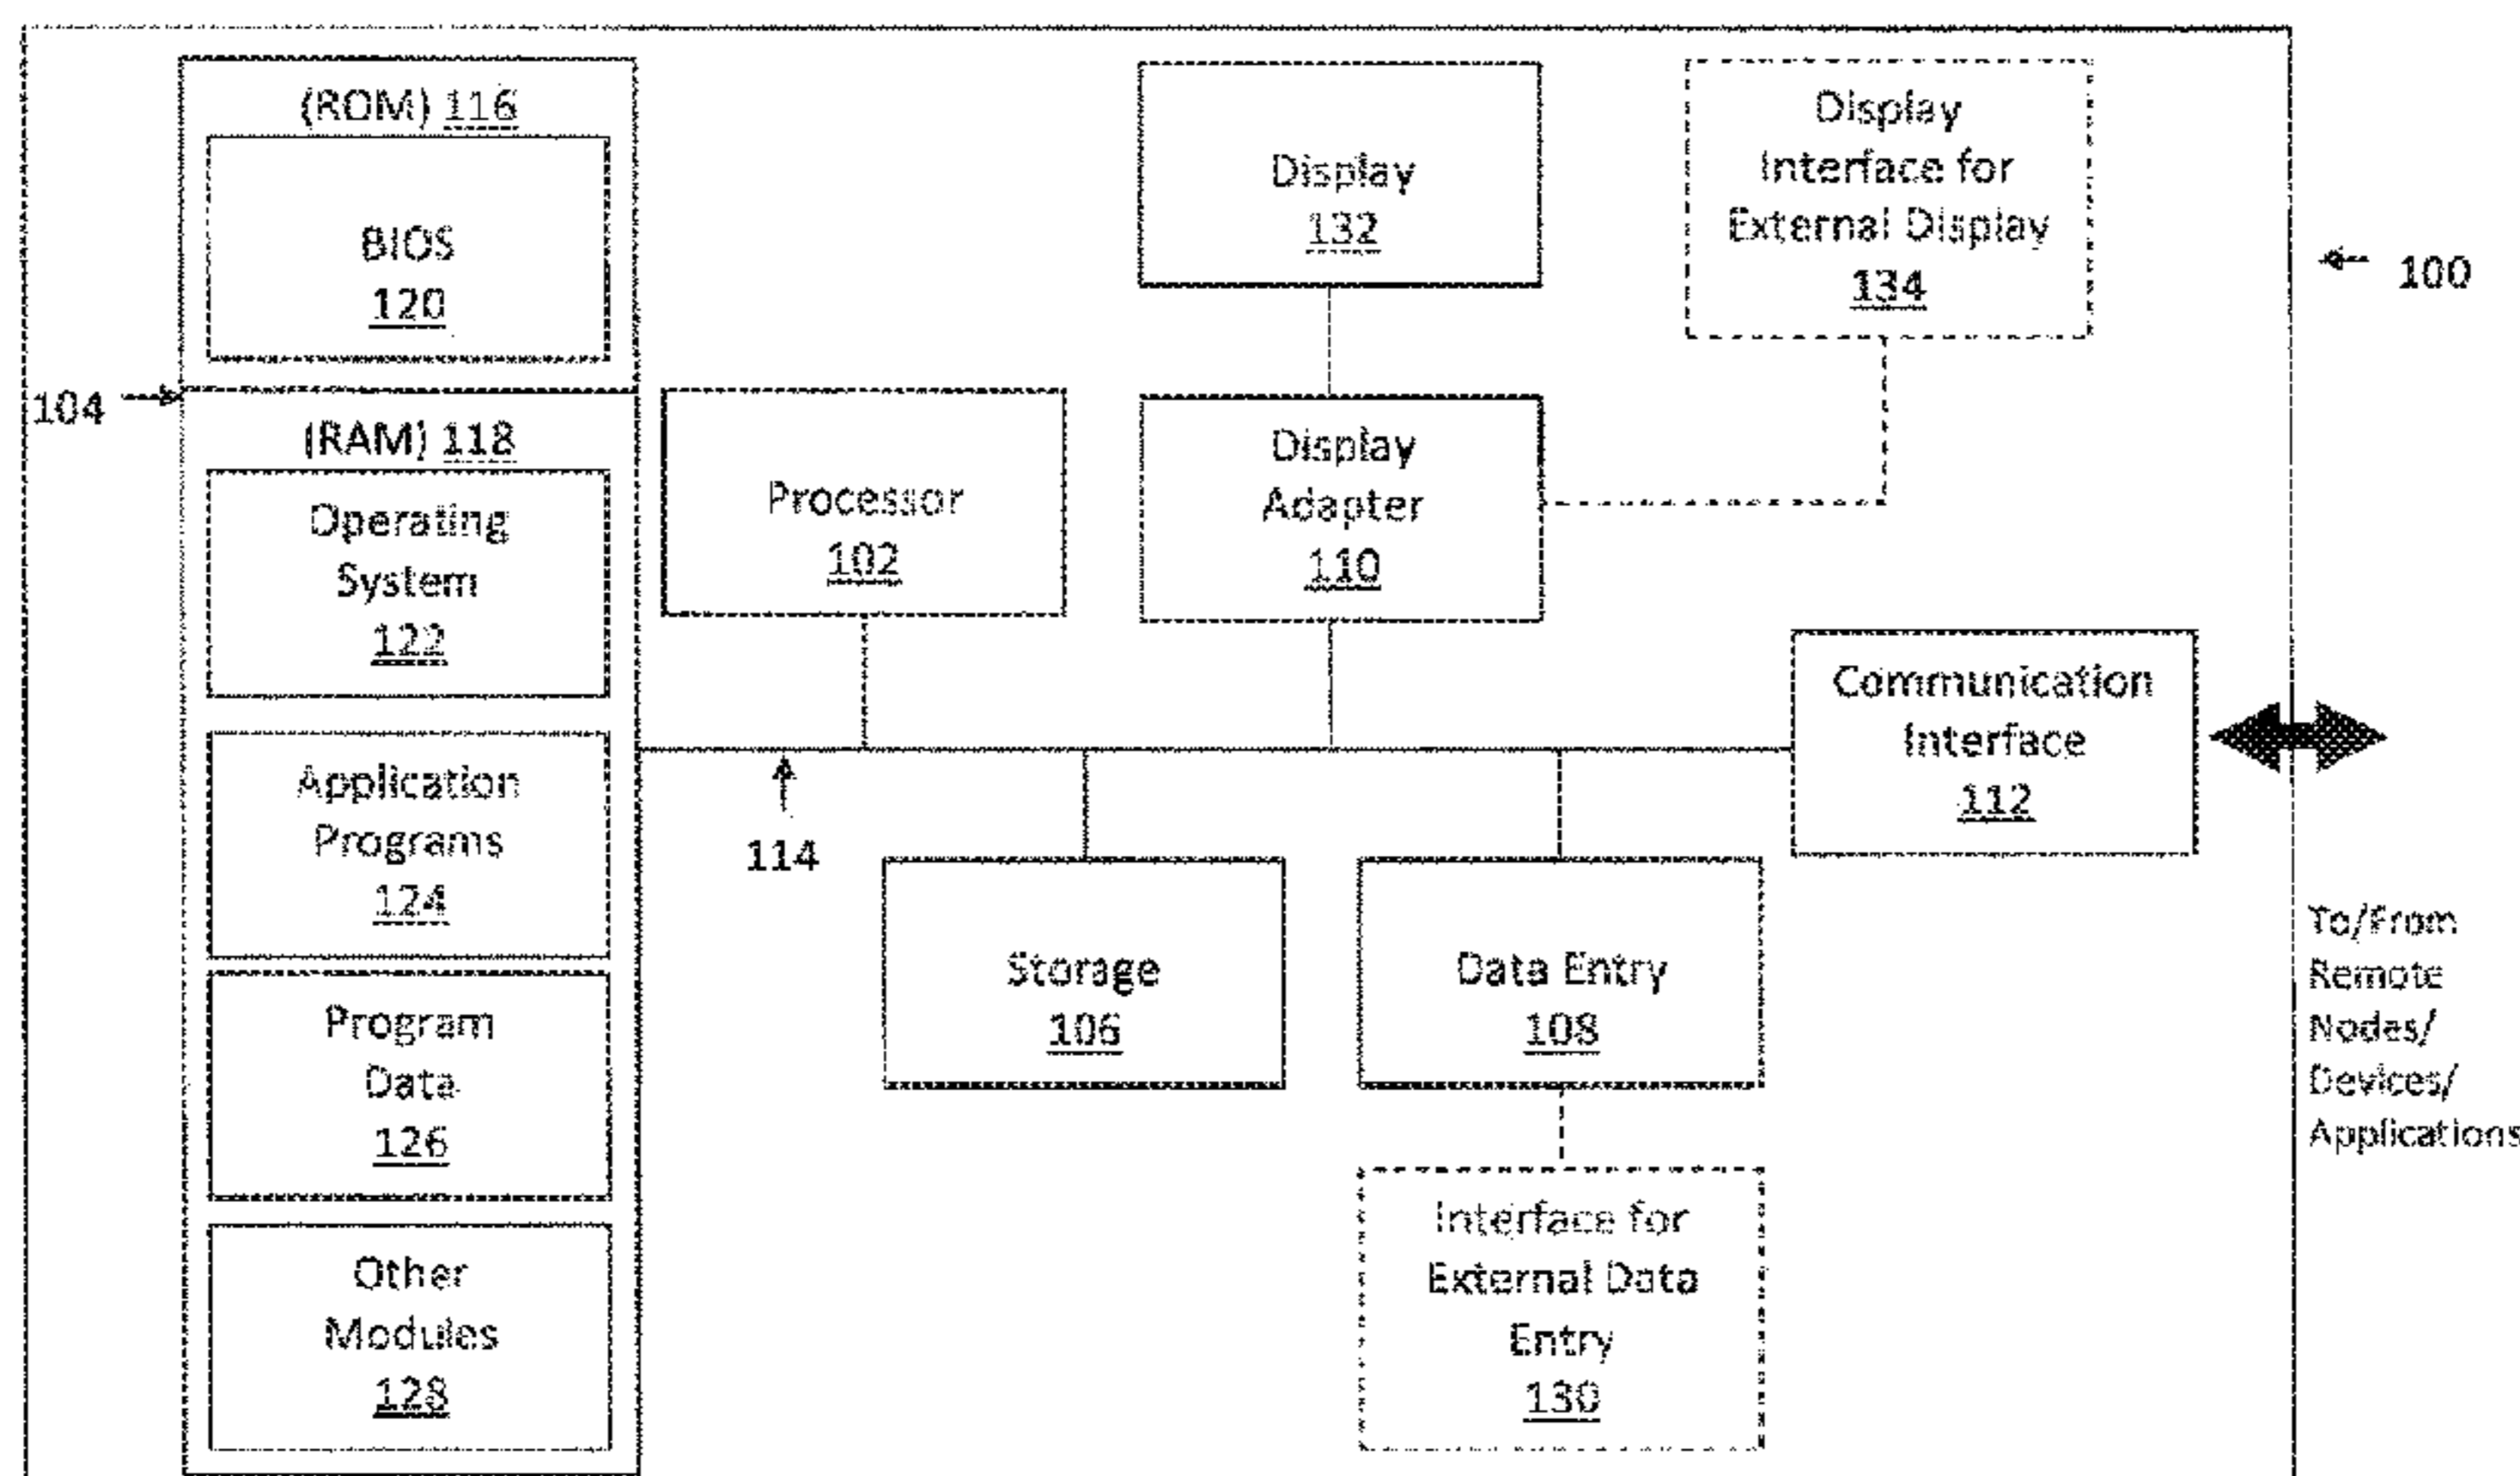 (ROM) 116
BIOS
120
104
(RAM) 118
Operating
System
122
Application
Programs
124
Program
Data
126
Other
Modules
128
Processor
102
Display
132
Display
Interface for
External Display
134
100
Display
Adapter
110
Communication
Interface
112
114
Storage
106
Data Entry
108
Interface for
External Data
Entry
130
To/From
Remote
Nodes/
Devices/
Applications